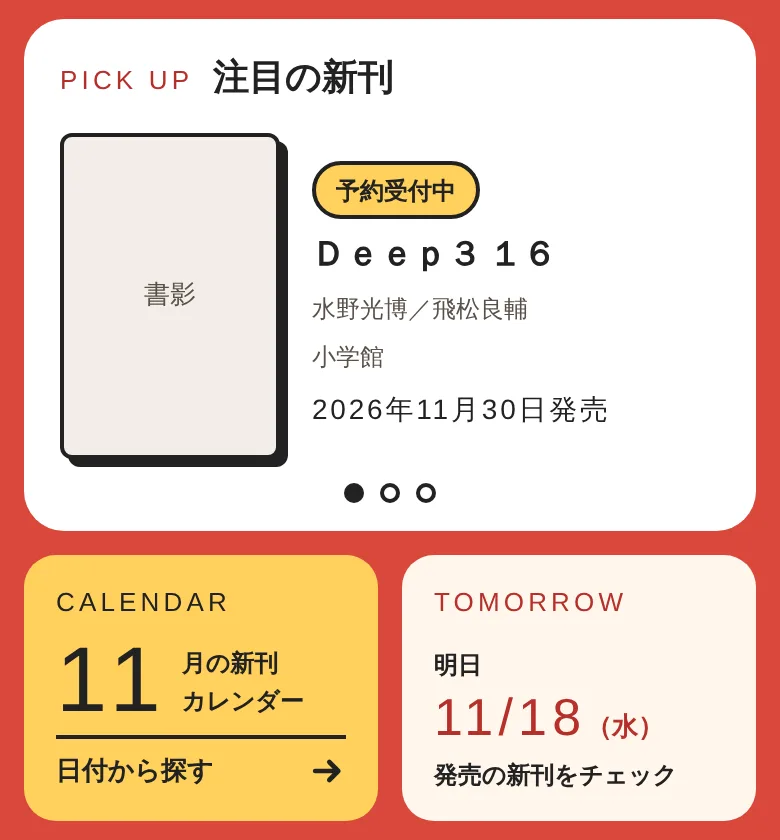 PICK UP 注目の新刊
書影
予約受付中
Ｄｅｅｐ３ １６
水野光博／飛松良輔
小学館
2026年11月30日発売
CALENDAR
11 月の新刊
カレンダー
日付から探す
TOMORROW
明日
11/18（水）
発売の新刊をチェック